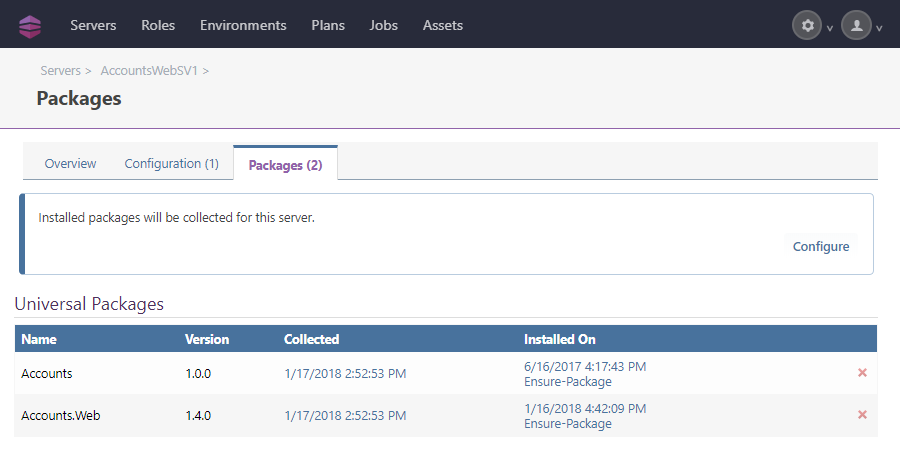 Servers Roles Environments Plans Jobs Assets
Servers > AccountsWebSV1 >
Packages
Overview Configuration (1) Packages (2)
Installed packages will be collected for this server.
Configure
Universal Packages
Name Version Collected Installed On
Accounts 1.0.0 1/17/2018 2:52:53 PM 6/16/2017 4:17:43 PM
Ensure-Package
Accounts.Web 1.4.0 1/17/2018 2:52:53 PM 1/16/2018 4:42:09 PM
Ensure-Package